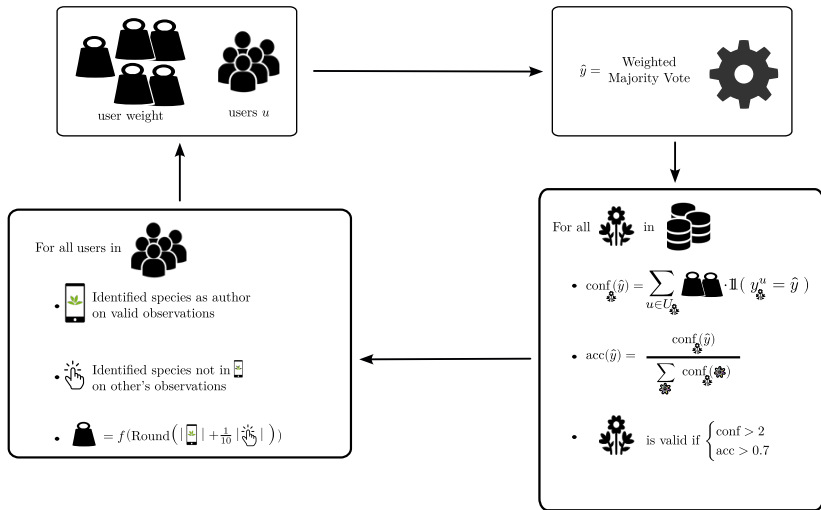 user weight
users u
ŷ = Weighted
Majority Vote
For all in
conf(ŷ) = ∑ u∈U · 𝟙( y^u = ŷ )
acc(ŷ) = conf(ŷ) / ∑ conf( )
is valid if { conf > 2
acc > 0.7
For all users in
• Identified species as author
on valid observations
• Identified species not in
on other's observations
• = f(Round(| | + 1/10 | | ))